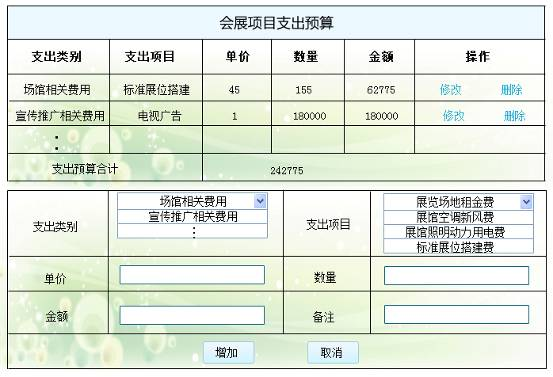 会展项目支出预算
支出类别 支出项目 单价 数量 金额 操作
场馆相关费用 标准展位搭建 45 155 62775 修改 删除
宣传推广相关费用 电视广告 1 180000 180000 修改 删除
：
支出预算合计 242775
支出类别 场馆相关费用 支出项目 展览场地租金费
宣传推广相关费用 展馆空调新风费
⋮ 展馆照明动力用电费
标准展位搭建费
单价 数量
金额 备注
增加 取消